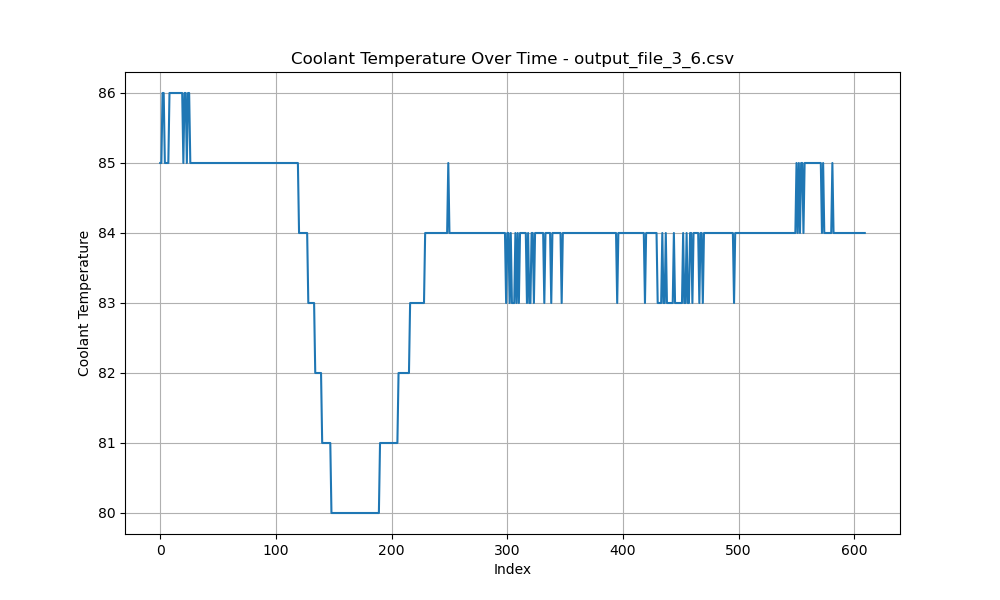 Coolant Temperature Over Time - output_file_3_6.csv
Coolant Temperature
86
85
84
83
82
81
80
0 100 200 300 400 500 600
Index